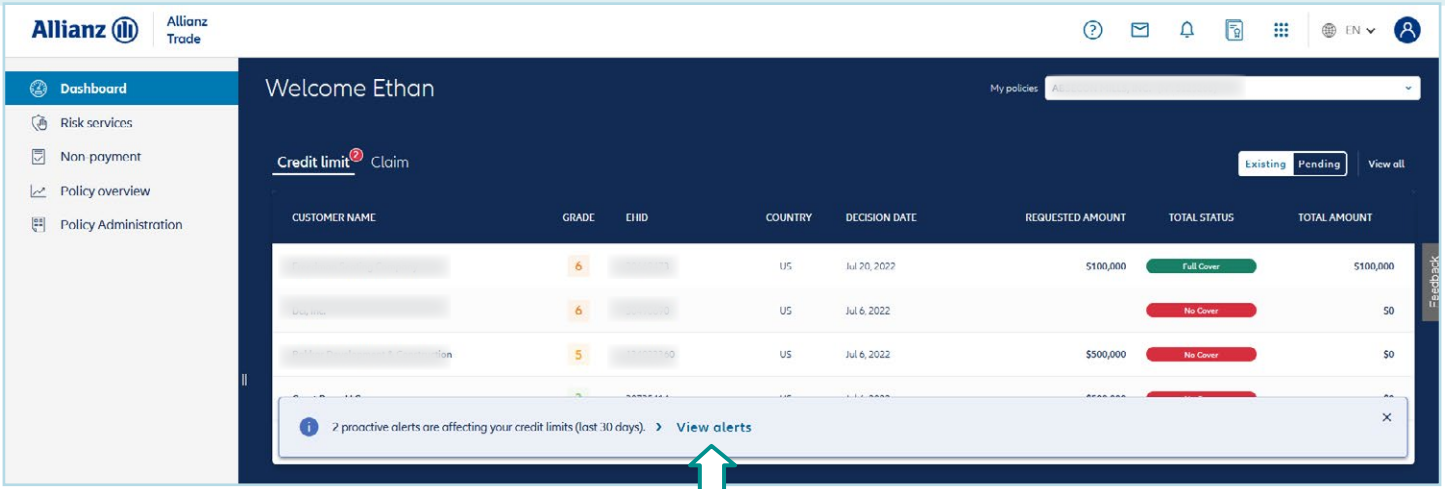 Allianz
Allianz
Trade
EN
Dashboard
Risk services
Non-payment
Policy overview
Policy Administration
Welcome Ethan
My policies
Credit limit 2 Claim
Existing Pending View all
CUSTOMER NAME GRADE EHID COUNTRY DECISION DATE REQUESTED AMOUNT TOTAL STATUS TOTAL AMOUNT
6 US Jul 20, 2022 $100,000 Full Cover $100,000
6 US Jul 6, 2022 No Cover $0
5 US Jul 6, 2022 $500,000 No Cover $0
2 proactive alerts are affecting your credit limits (last 30 days). > View alerts
Feedback